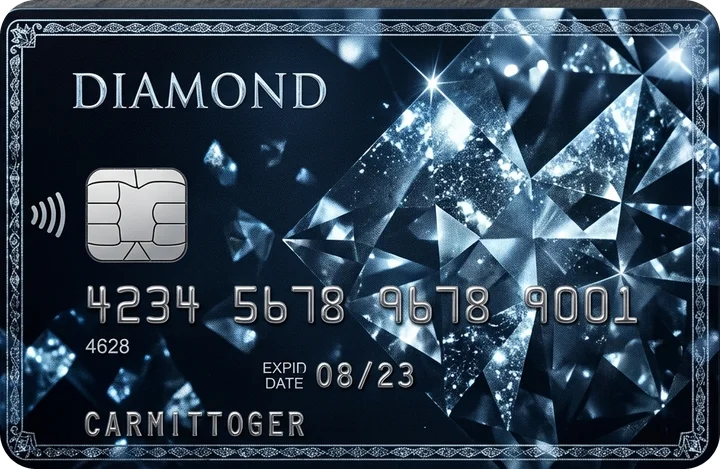 DIAMOND
4234 5678 9678 9001
4628
EXPID
DATE 08/23
CARMITTOGER